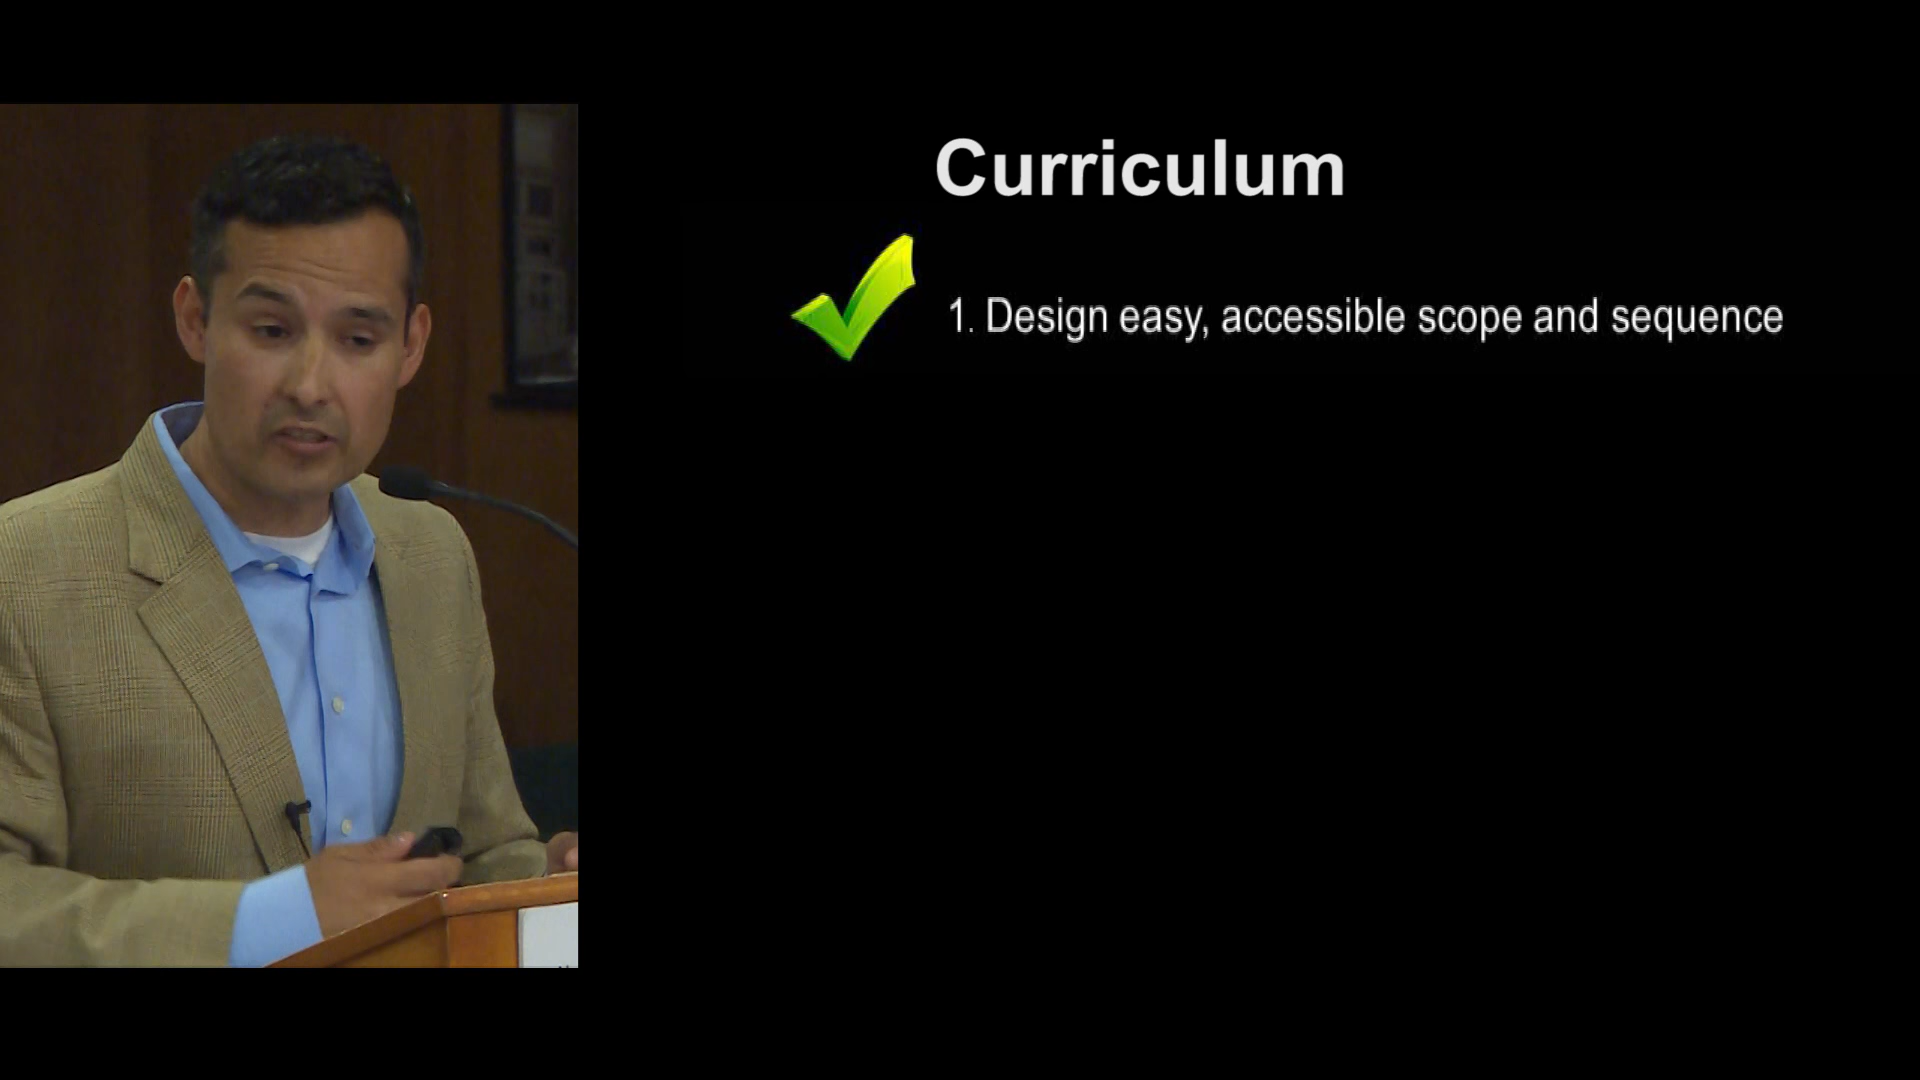 Curriculum
1. Design easy, accessible scope and sequence